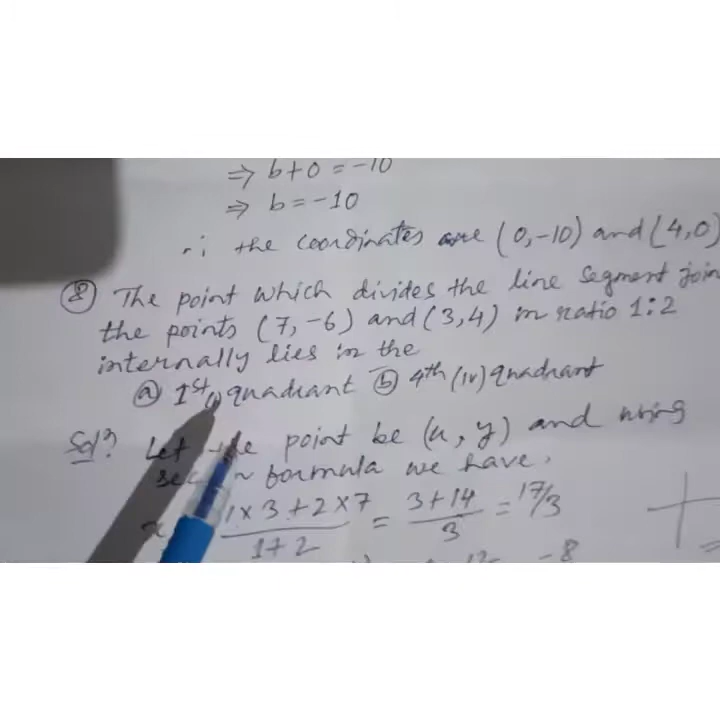 ⇒ b+0 = -10
⇒ b = -10
∴ the coordinates are (0,-10) and (4,0)
⑧ The point which divides the line segment join
the points (7,-6) and (3,4) in ratio 1:2
internally lies in the
ⓐ 1st quadrant ⓑ 4th (iv) quadrant
Let the point be (x, y) and using
formula we have,
1×3+2×7 / 1+2 = 3+14 / 3 = 17/3
-8